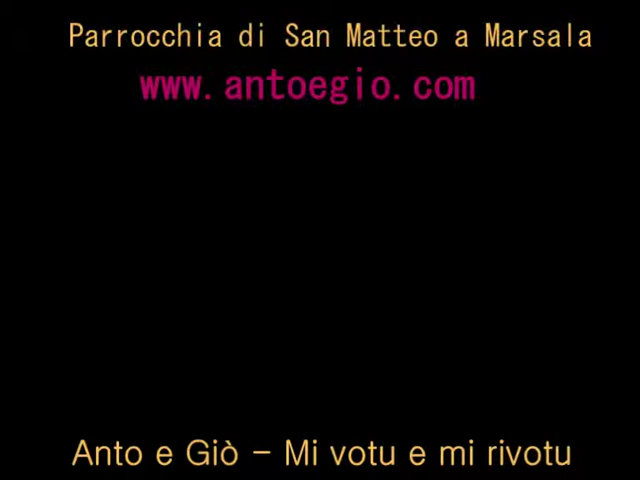 Parrocchia di San Matteo a Marsala
www.antoegio.com
Anto e Giò - Mi votu e mi rivotu